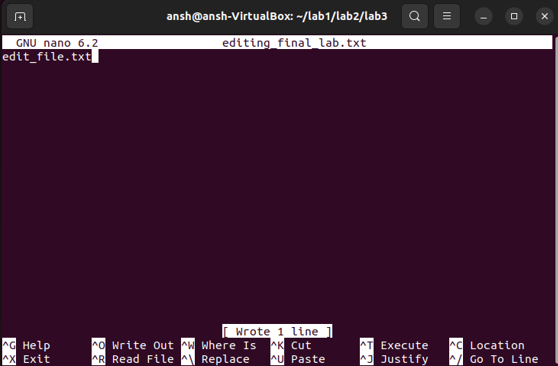 ansh@ansh-VirtualBox: ~/lab1/lab2/lab3
GNU nano 6.2 editing_final_lab.txt
edit_file.txt
[ Wrote 1 line ]
^G Help ^O Write Out ^W Where Is ^K Cut ^T Execute ^C Location
^X Exit ^R Read File ^\ Replace ^U Paste ^J Justify ^/ Go To Line